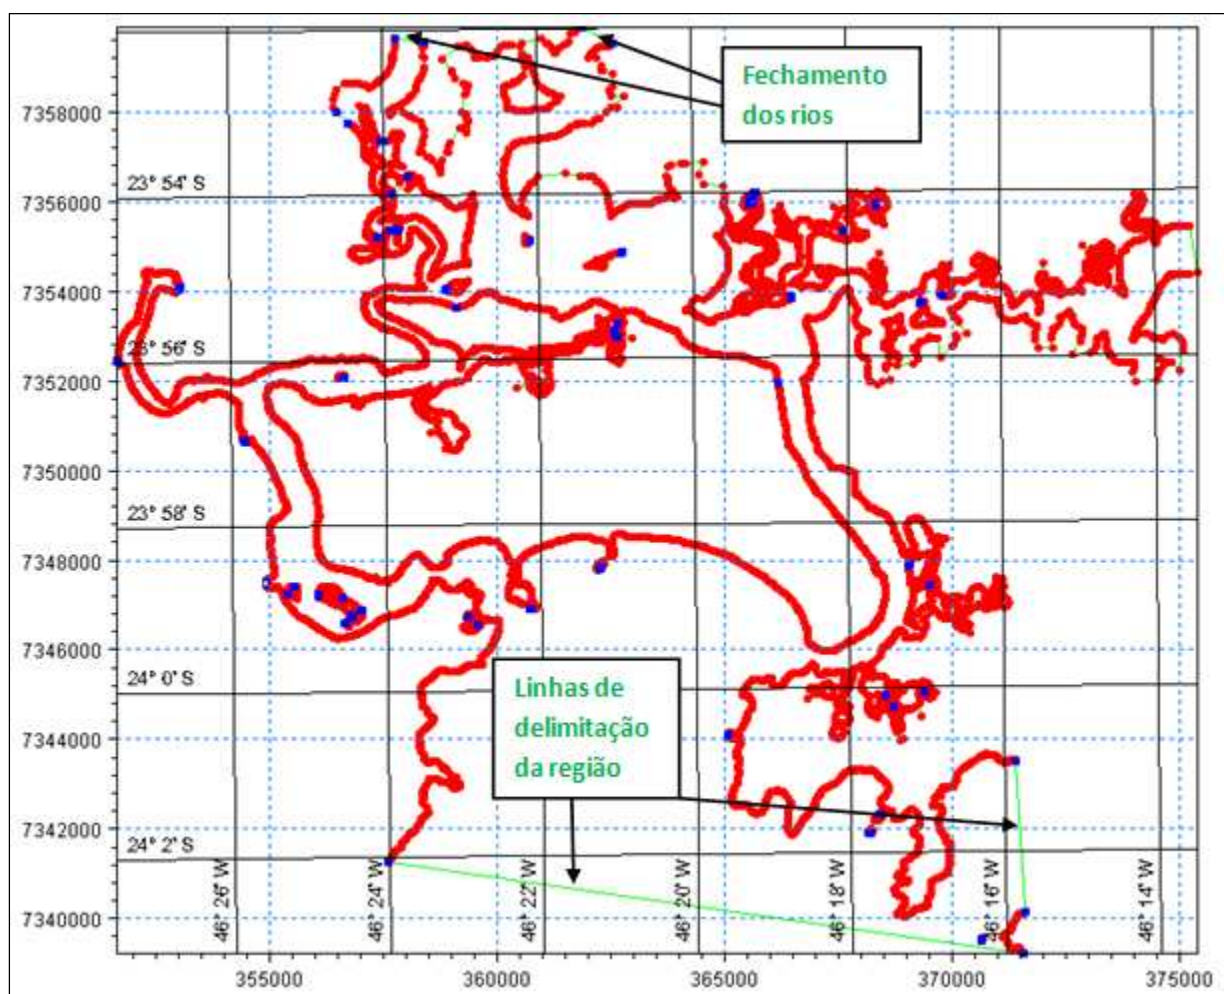 Fechamento
dos rios
7358000
23° 54' S
7356000
7354000
23° 56' S
7352000
7350000
23° 58' S
7348000
7346000
24° 0' S
Linhas de
delimitação
da região
7344000
7342000
24° 2' S
46° 26' W
46° 24' W
46° 22' W
46° 20' W
46° 18' W
46° 16' W
46° 14' W
7340000
355000
360000
365000
370000
375000